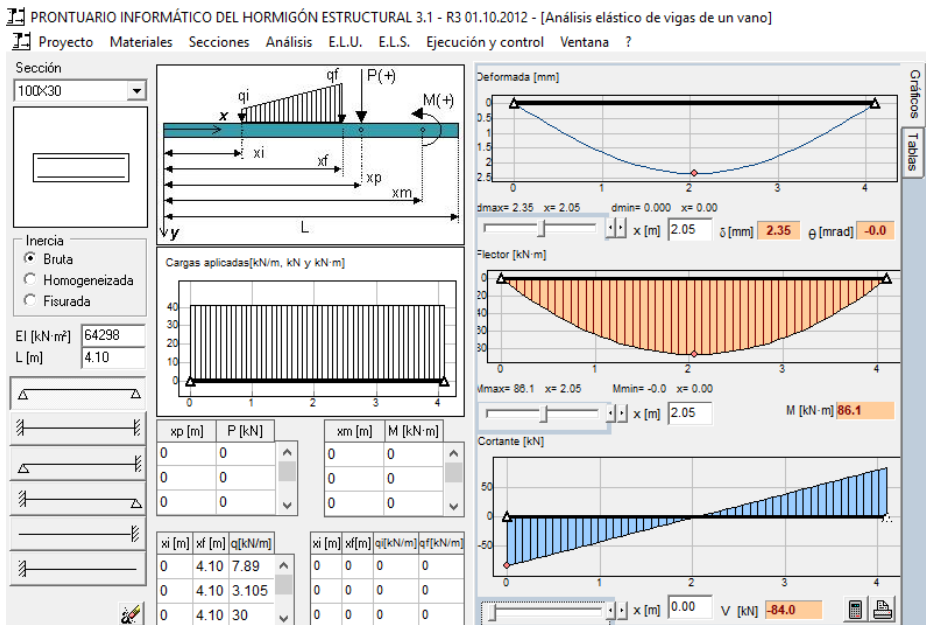 PRONTUARIO INFORMÁTICO DEL HORMIGÓN ESTRUCTURAL 3.1 - R3 01.10.2012 - [Análisis elástico de vigas de un vano]
Proyecto Materiales Secciones Análisis E.L.U. E.L.S. Ejecución y control Ventana ?
Sección
100X30
Inercia
Bruta
Homogeneizada
Fisurada
EI [kN·m²] 64298
L [m] 4.10
qi
qf
P(+)
M(+)
x
xi
xf
xp
xm
L
y
Cargas aplicadas[kN/m, kN y kN·m]
40
30
20
10
0
0 1 2 3 4
xp [m] P [kN]
0 0
0 0
0 0
xm [m] M [kN·m]
0 0
0 0
0 0
xi [m] xf [m] q[kN/m]
0 4.10 7.89
0 4.10 3.105
0 4.10 30
xi [m] xf[m] qi[kN/m] qf[kN/m]
0 0 0 0
0 0 0 0
0 0 0 0
Deformada [mm]
0
0.5
1
1.5
2
2.5
0 1 2 3 4
dmax= 2.35 x= 2.05 dmin= 0.000 x= 0.00
x [m] 2.05 δ[mm] 2.35 θ[mrad] -0.0
Flector [kN·m]
0
20
40
60
80
0 1 2 3 4
Mmax= 86.1 x= 2.05 Mmin= -0.0 x= 0.00
x [m] 2.05 M [kN·m] 86.1
Cortante [kN]
50
0
-50
0 1 2 3 4
x [m] 0.00 V [kN] -84.0
Gráficos
Tablas